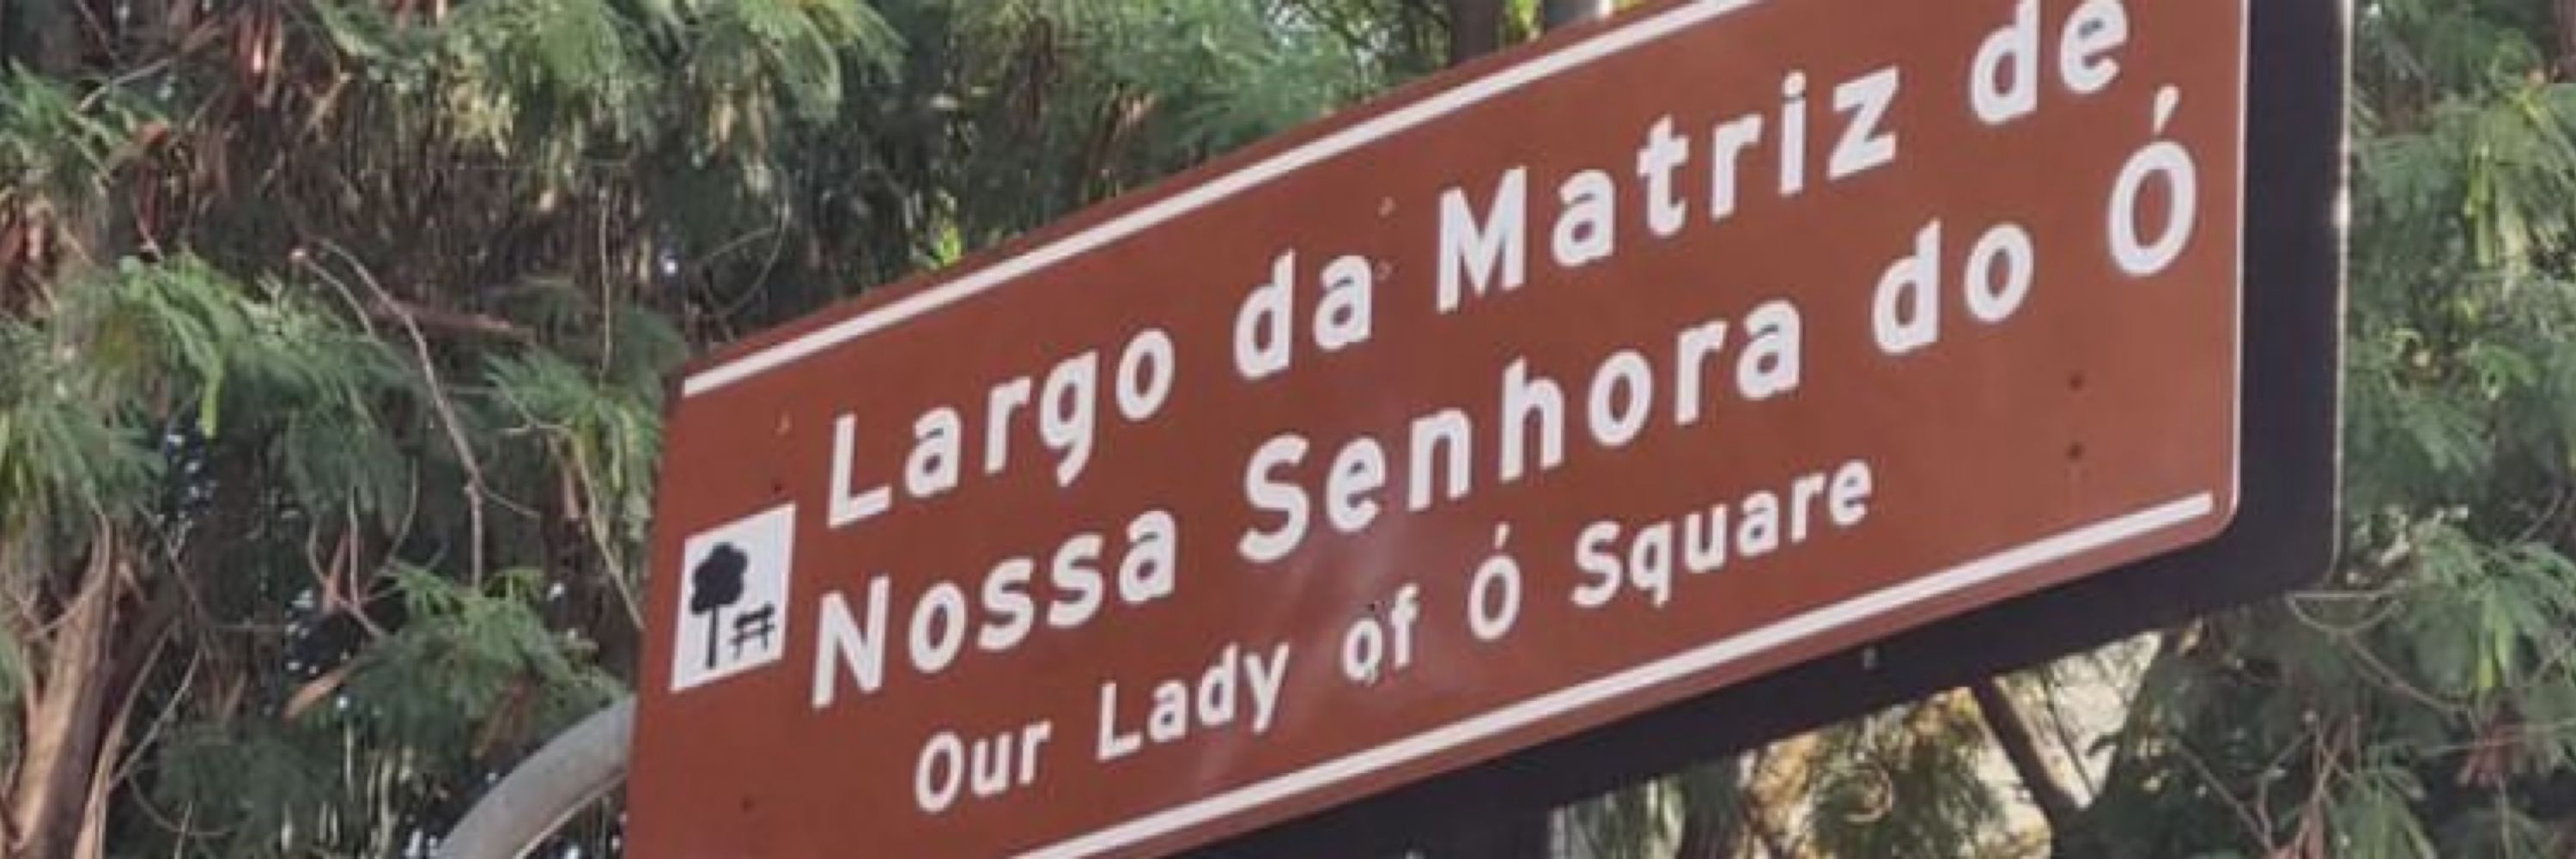 Largo da Matriz de
Nossa Senhora do Ó
Our Lady of Ó Square